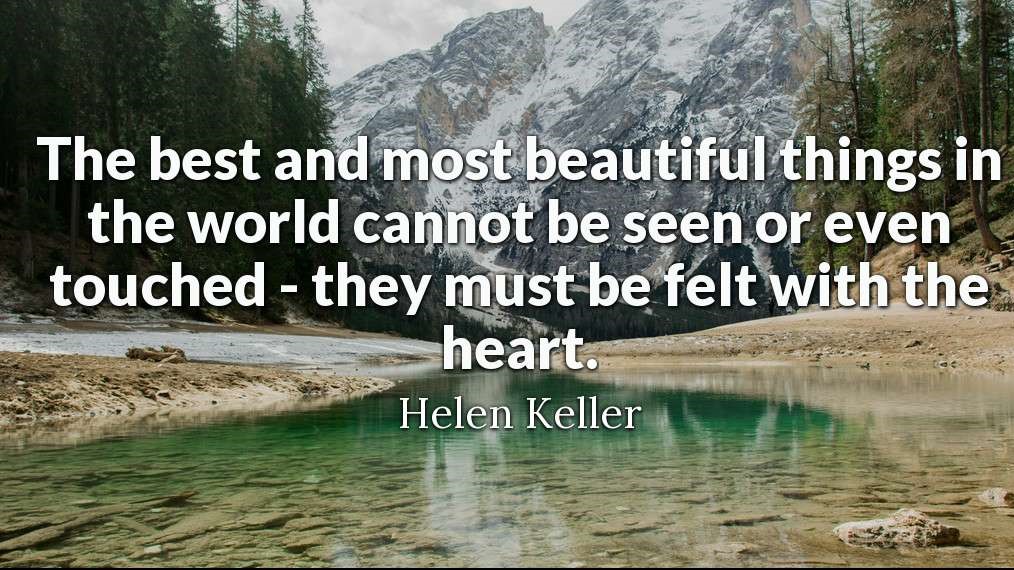 The best and most beautiful things in
the world cannot be seen or even
touched - they must be felt with the
heart.
Helen Keller